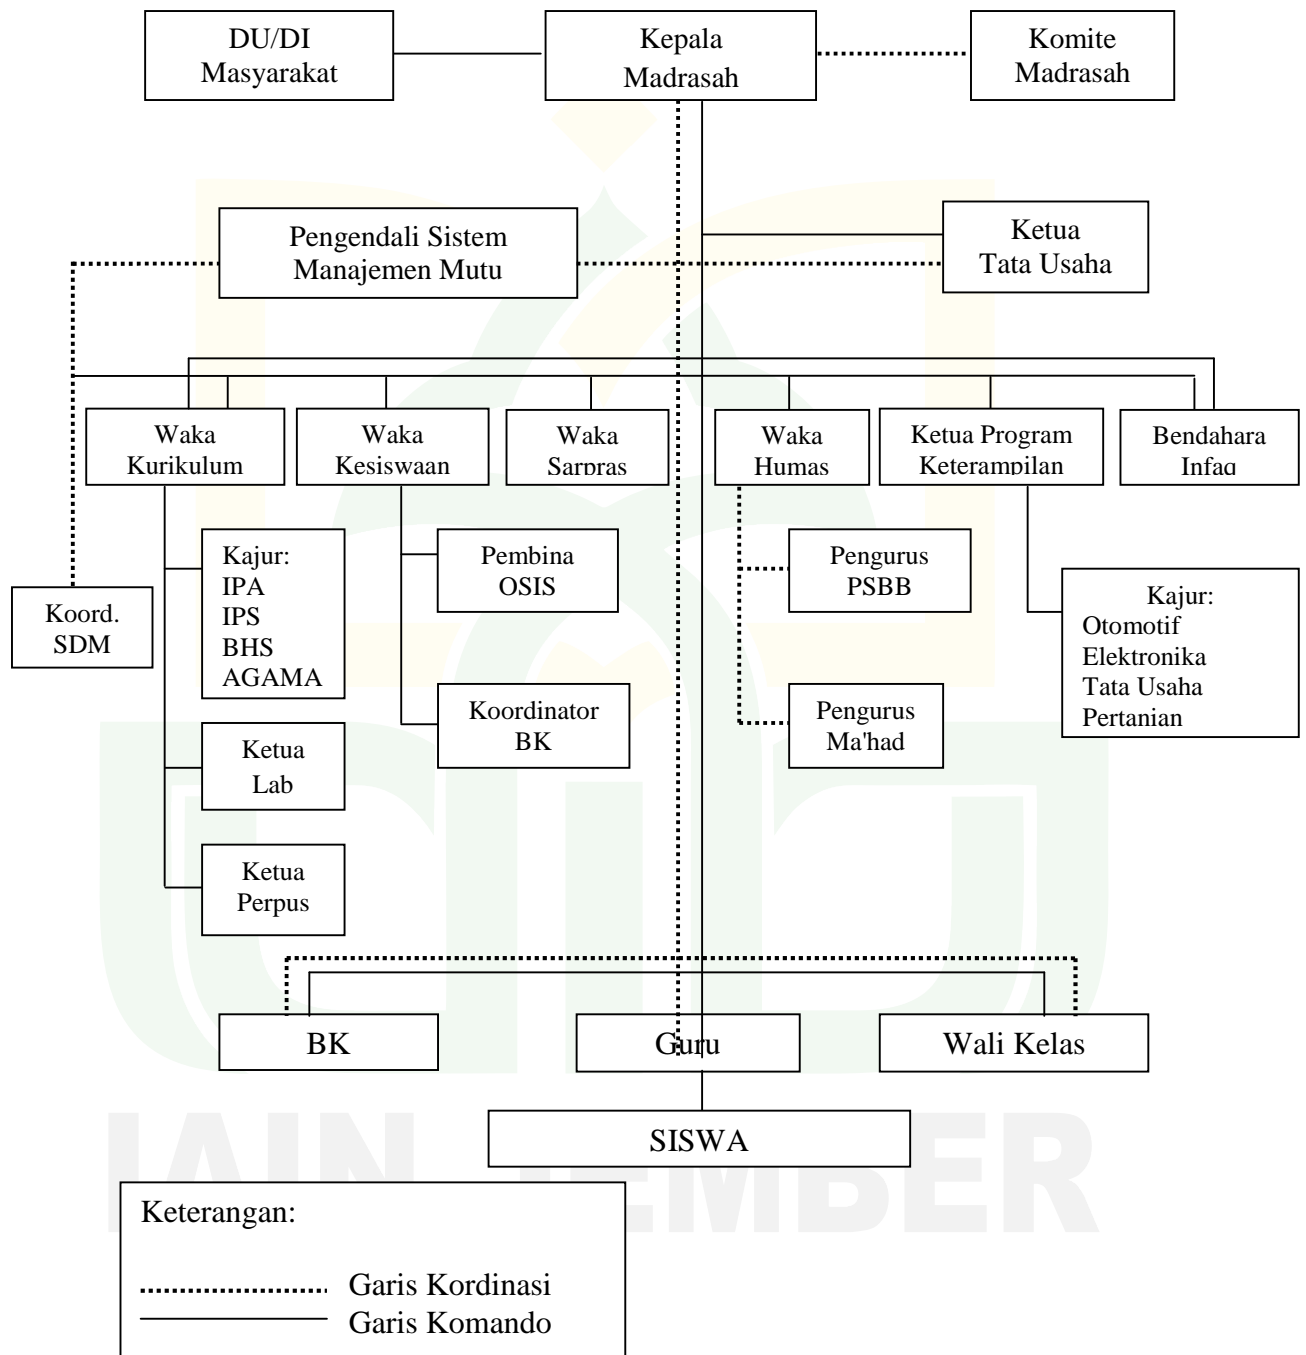 DU/DI
Masyarakat
Kepala
Madrasah
Komite
Madrasah
Pengendali Sistem
Manajemen Mutu
Ketua
Tata Usaha
Waka
Kurikulum
Waka
Kesiswaan
Waka
Sarpras
Waka
Humas
Ketua Program
Keterampilan
Bendahara
Infaq
Koord.
SDM
Kajur:
IPA
IPS
BHS
AGAMA
Pembina
OSIS
Pengurus
PSBB
Kajur:
Otomotif
Elektronika
Tata Usaha
Pertanian
Koordinator
BK
Pengurus
Ma'had
Ketua
Lab
Ketua
Perpus
BK
Guru
Wali Kelas
SISWA
IAIN JEMBER
Keterangan:
Garis Kordinasi
Garis Komando